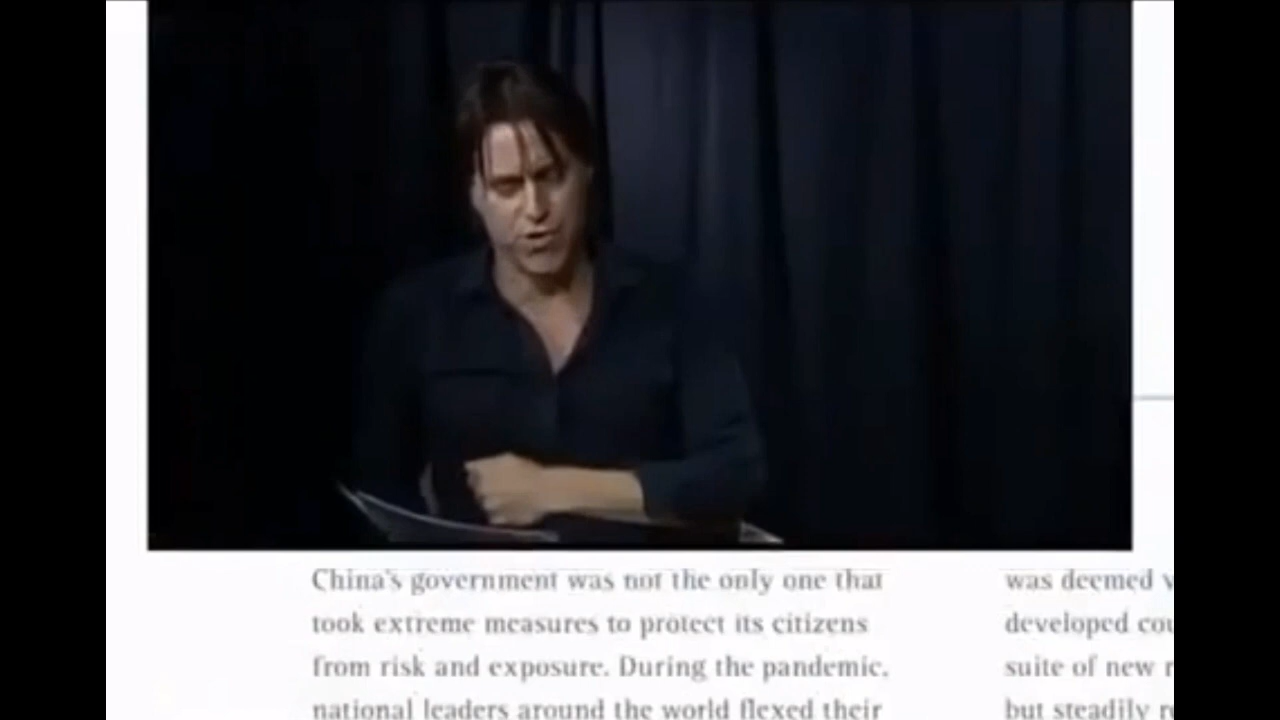 China's government was not the only one that
took extreme measures to protect its citizens
from risk and exposure. During the pandemic,
national leaders around the world flexed their
was deemed
developed
suite of new
but steadily